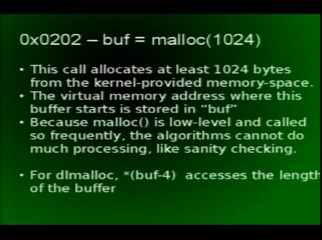 0x0202 – buf = malloc(1024)
• This call allocates at least 1024 bytes
from the kernel-provided memory-space.
• The virtual memory address where this
buffer starts is stored in “buf”
• Because malloc() is low-level and called
so frequently, the algorithms cannot do
much processing, like sanity checking.
• For dlmalloc, *(buf-4) accesses the length
of the buffer